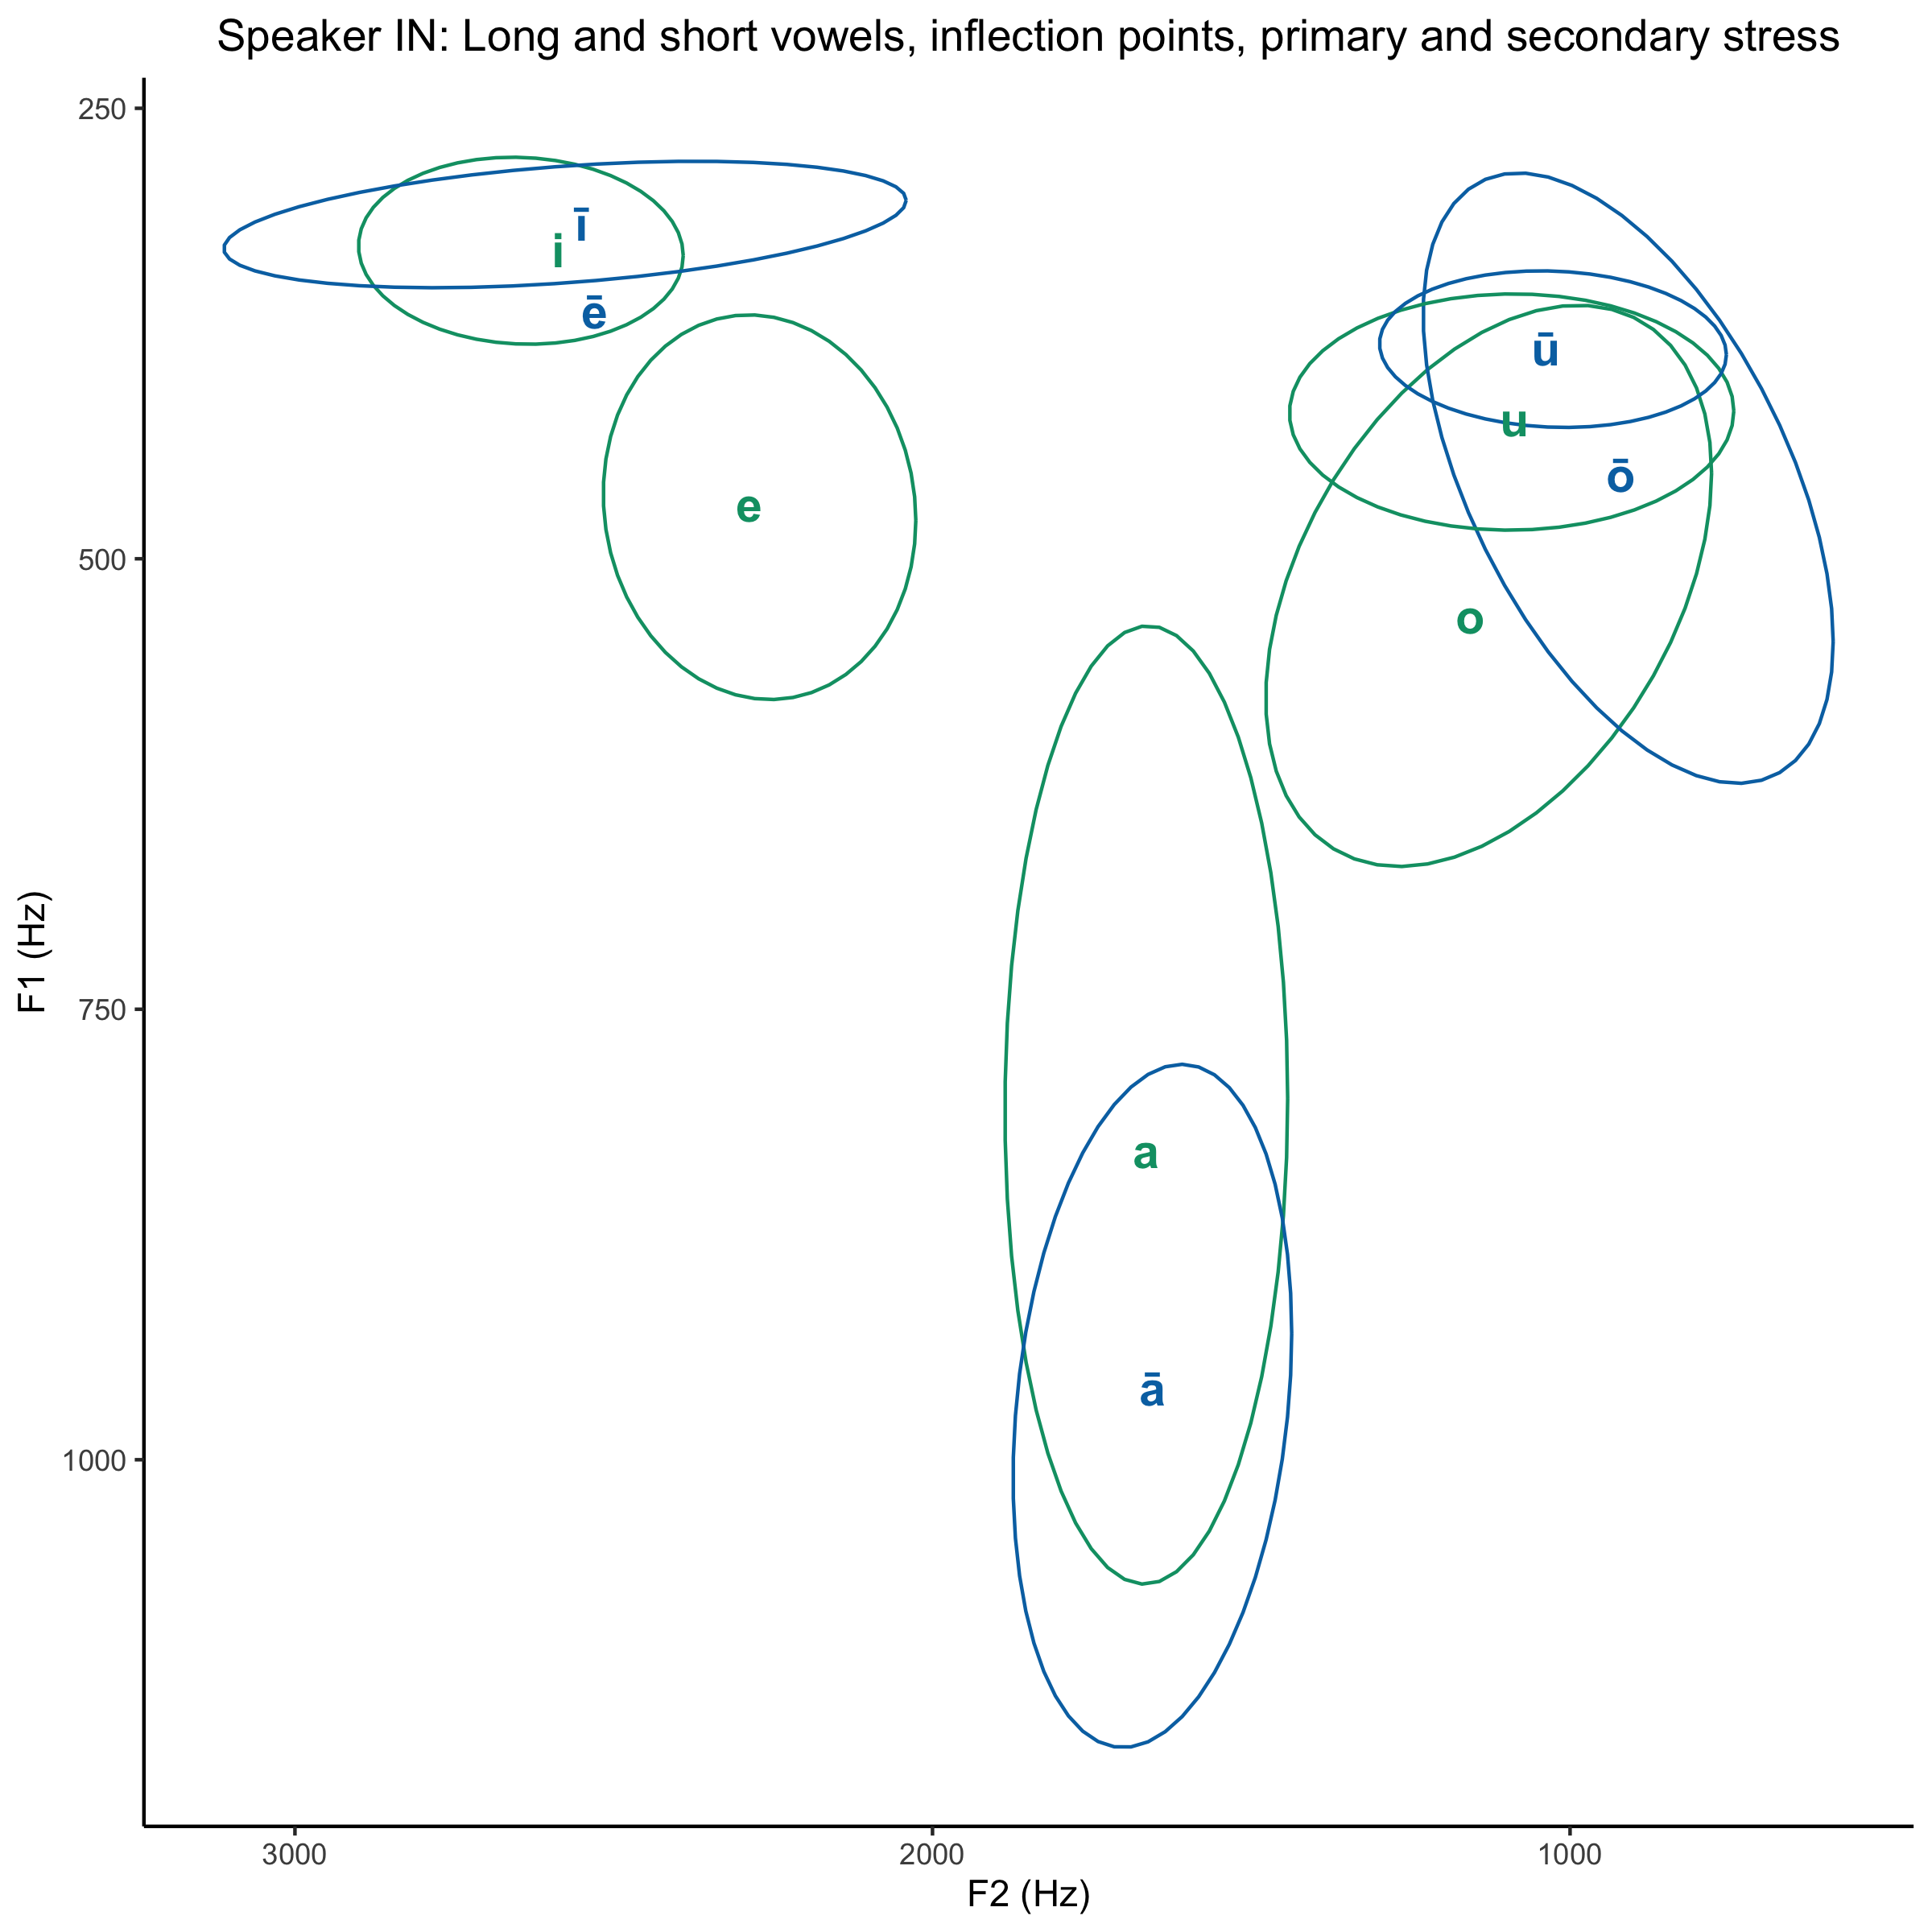 Speaker IN: Long and short vowels, inflection points, primary and secondary stress
250
500
750
1000
F1 (Hz)
ī
i
ē
e
ū
u
ō
o
a
ā
3000
2000
1000
F2 (Hz)